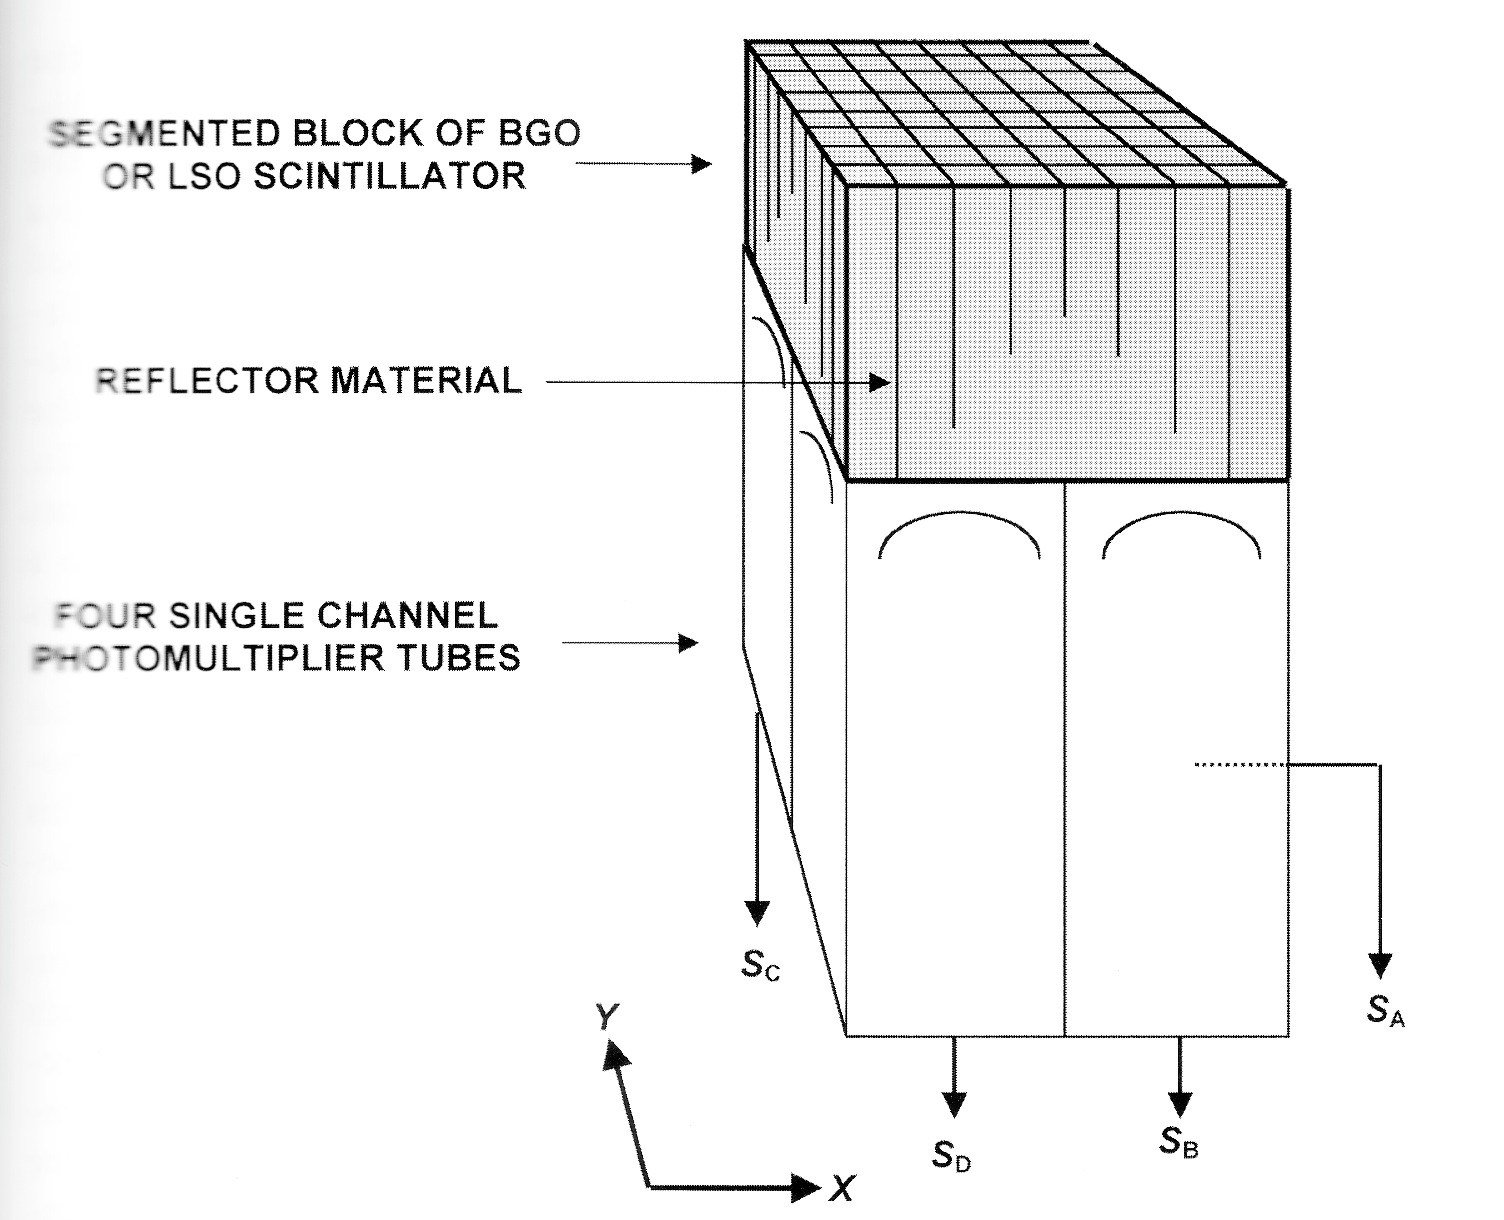 SEGMENTED BLOCK OF BGO
OR LSO SCINTILLATOR
REFLECTOR MATERIAL
FOUR SINGLE CHANNEL
PHOTOMULTIPLIER TUBES
SC
SA
Y
SD
SB
X